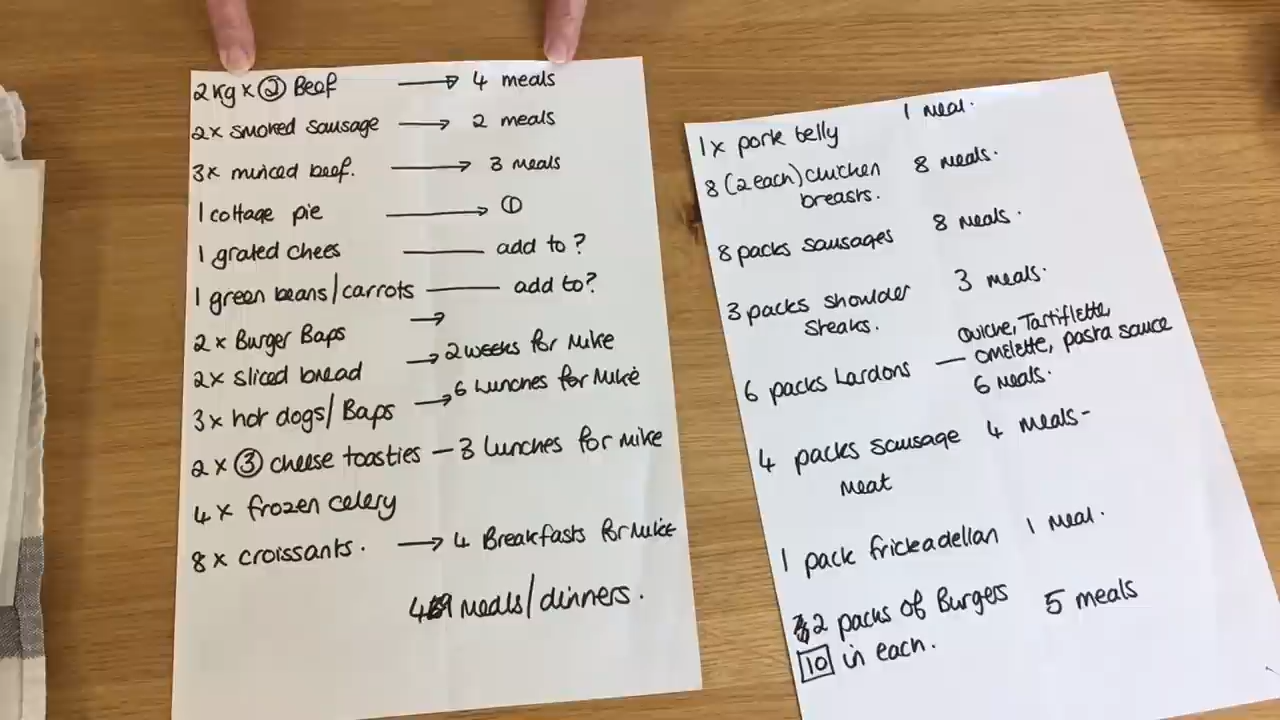 2kg x ② Beef → 4 meals
2x smoked sausage → 2 meals
3x minced beef. → 3 meals
1 cottage pie → ①
1 grated chees — add to ?
1 green beans/carrots — add to?
2 x Burger Baps →
2x sliced bread → 2 weeks for Mike
3x hot dogs/Baps → 6 Lunches for Mike
2 x ③ cheese toasties – 3 Lunches for Mike
4 x frozen celery
8 x croissants. → 4 Breakfasts for Mike
meals/dinners.
1 x pork belly 1 meal.
8 (2 each) chicken 8 meals.
breasts.
8 packs sausages 8 meals.
3 packs shoulder 3 meals.
steaks.
Quiche, Tartiflette,
6 packs Lardons — omelette, pasta sauce
6 meals.
4 packs sausage 4 meals-
Meat
1 pack frickadellan 1 meal.
2 packs of Burgers 5 meals
10 in each.